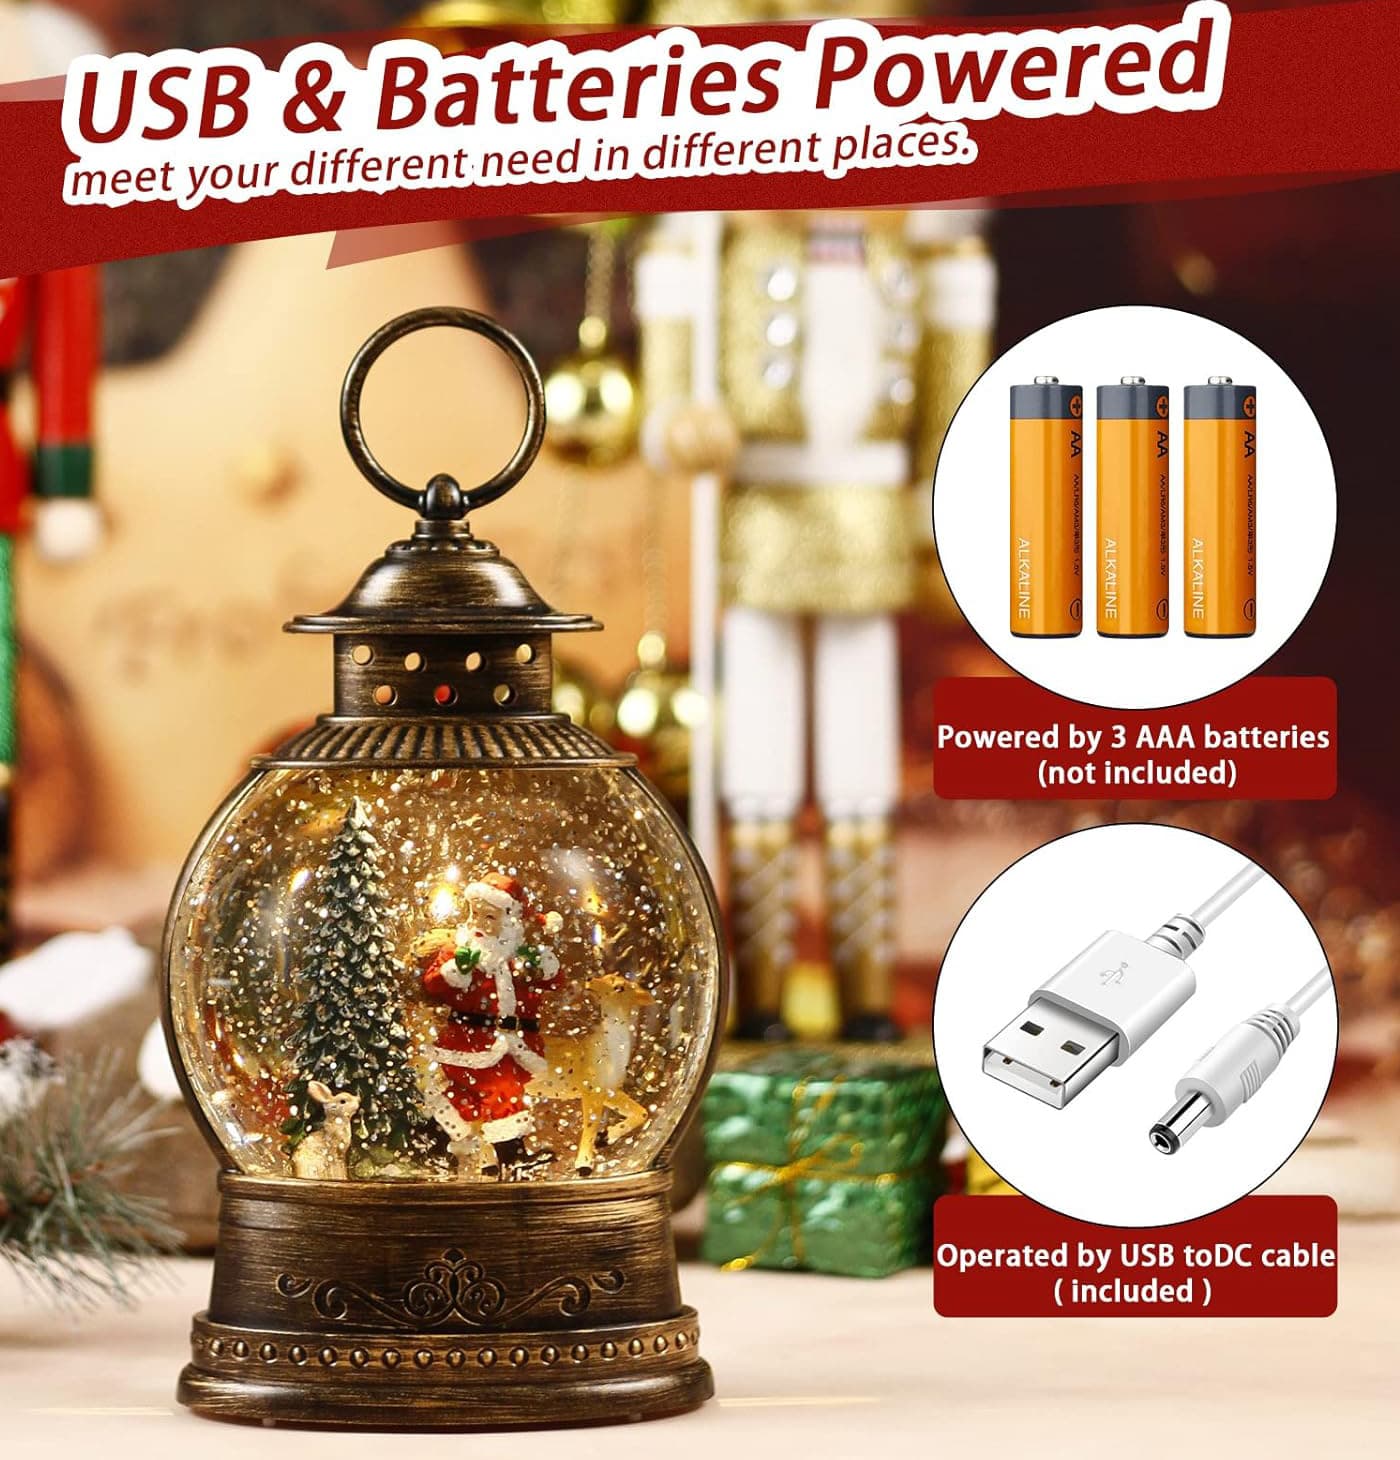 USB & Batteries Powered
meet your different need in different places.
AA
AA
AA
ALKALINE
ALKALINE
ALKALINE
Powered by 3 AAA batteries
(not included)
Operated by USB toDC cable
( included )